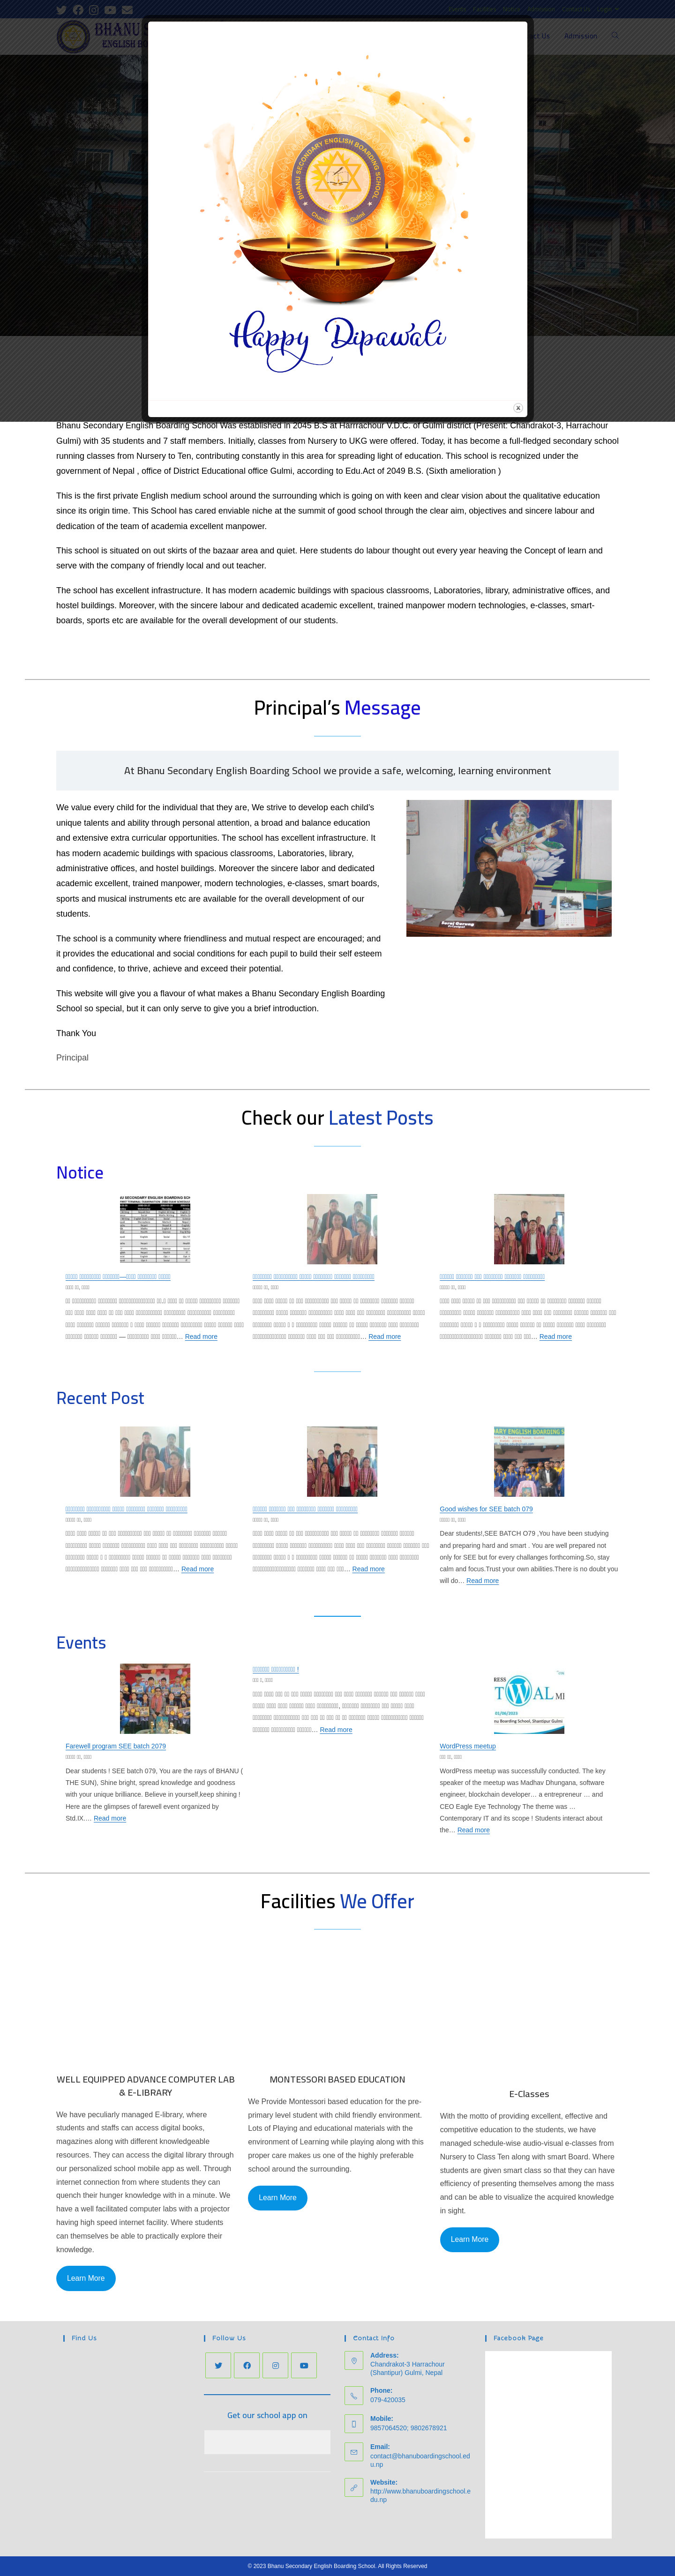 BHANU SECONDARY ENGLISH BOARDING SCHOOL
Chandrakot-3, Gulmi
Happy Dipawali
Admission
Bhanu Secondary English Boarding School Was established in 2045 B.S at Harrrachour V.D.C. of Gulmi district (Present: Chandrakot-3, Harrachour
Gulmi) with 35 students and 7 staff members. Initially, classes from Nursery to UKG were offered. Today, it has become a full-fledged secondary school
running classes from Nursery to Ten, contributing constantly in this area for spreading light of education. This school is recognized under the
government of Nepal , office of District Educational office Gulmi, according to Edu.Act of 2049 B.S. (Sixth amelioration )
This is the first private English medium school around the surrounding which is going on with keen and clear vision about the qualitative education
since its origin time. This School has cared enviable niche at the summit of good school through the clear aim, objectives and sincere labour and
dedication of the team of academia excellent manpower.
This school is situated on out skirts of the bazaar area and quiet. Here students do labour thought out every year heaving the Concept of learn and
serve with the company of friendly local and out teacher.
The school has excellent infrastructure. It has modern academic buildings with spacious classrooms, Laboratories, library, administrative offices, and
hostel buildings. Moreover, with the sincere labour and dedicated academic excellent, trained manpower modern technologies, e-classes, smart-
boards, sports etc are available for the overall development of our students.
Principal's Message
At Bhanu Secondary English Boarding School we provide a safe, welcoming, learning environment
We value every child for the individual that they are, We strive to develop each child's
unique talents and ability through personal attention, a broad and balance education
and extensive extra curricular opportunities. The school has excellent infrastructure. It
has modern academic buildings with spacious classrooms, Laboratories, library,
administrative offices, and hostel buildings. Moreover the sincere labor and dedicated
academic excellent, trained manpower, modern technologies, e-classes, smart boards,
sports and musical instruments etc are available for the overall development of our
students.
The school is a community where friendliness and mutual respect are encouraged; and
it provides the educational and social conditions for each pupil to build their self esteem
and confidence, to thrive, achieve and exceed their potential.
This website will give you a flavour of what makes a Bhanu Secondary English Boarding
School so special, but it can only serve to give you a brief introduction.
Thank You
Principal
Check our Latest Posts
Notice
Read more
Read more
Read more
Recent Post
Read more
Read more
Good wishes for SEE batch 079
Dear students!,SEE BATCH O79 ,You have been studying
and preparing hard and smart . You are well prepared not
only for SEE but for every challanges forthcoming.So, stay
calm and focus.Trust your own abilities.There is no doubt you
will do… Read more
Events
Farewell program SEE batch 2079
Dear students ! SEE batch 079, You are the rays of BHANU (
THE SUN), Shine bright, spread knowledge and goodness
with your unique brilliance. Believe in yourself,keep shining !
Here are the glimpses of farewell event organized by
Std.IX.… Read more
Read more
WordPress meetup
WordPress meetup was successfully conducted. The key
speaker of the meetup was Madhav Dhungana, software
engineer, blockchain developer… a entrepreneur … and
CEO Eagle Eye Technology The theme was …
Contemporary IT and its scope ! Students interact about
the… Read more
Facilities We Offer
WELL EQUIPPED ADVANCE COMPUTER LAB
& E-LIBRARY
We have peculiarly managed E-library, where
students and staffs can access digital books,
magazines along with different knowledgeable
resources. They can access the digital library through
our personalized school mobile app as well. Through
internet connection from where students and they can
quench their hunger knowledge with in a minute. We
have a well facilitated computer labs with a projector
having high speed internet facility. Where students
can themselves be able to practically explore their
knowledge.
Learn More
MONTESSORI BASED EDUCATION
We Provide Montessori based education for the pre-
primary level student with child friendly environment.
Lots of Playing and educational materials with the
environment of Learning while playing along with this
proper care makes us one of the highly preferable
school around the surrounding.
Learn More
E-Classes
With the motto of providing excellent, effective and
competitive education to the students, we have
managed schedule-wise audio-visual e-classes from
Nursery to Class Ten along with smart Board. Where
students are given smart class so that they can have
efficiency of presenting themselves among the mass
and can be able to visualize the acquired knowledge
in sight.
Learn More
Find Us
Follow Us
Get our school app on
Contact Info
Address:
Chandrakot-3 Harrachour
(Shantipur) Gulmi, Nepal
Phone:
079-420035
Mobile:
9857064520; 9802678921
Email:
contact@bhanuboardingschool.ed
u.np
Website:
http://www.bhanuboardingschool.e
du.np
Facebook Page
© 2023 Bhanu Secondary English Boarding School. All Rights Reserved